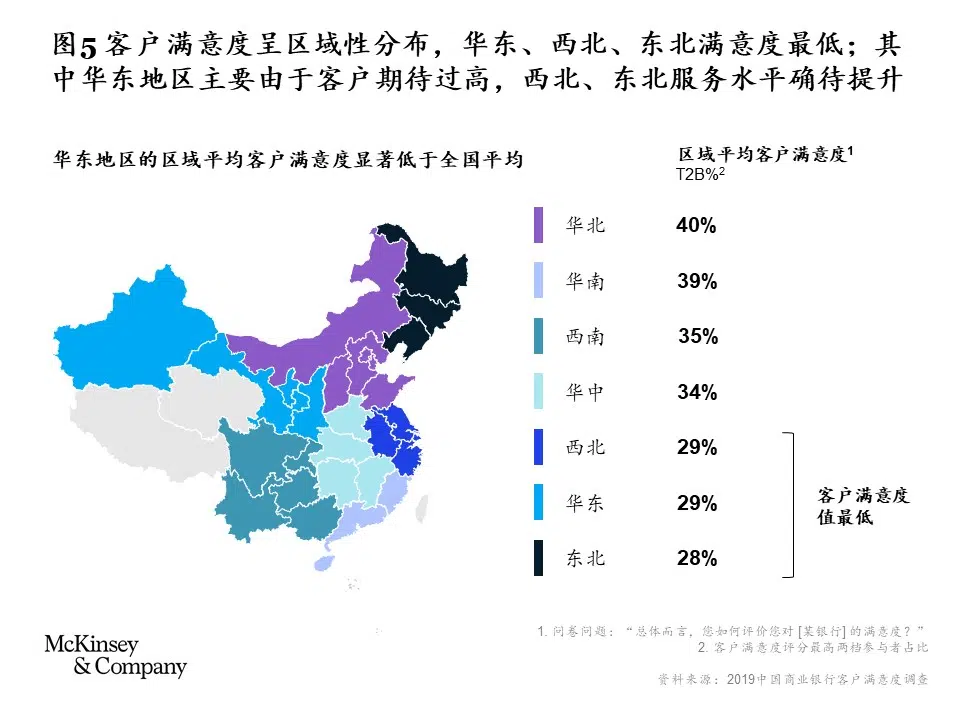 图5 客户满意度呈区域性分布，华东、西北、东北满意度最低；其
中华东地区主要由于客户期待过高，西北、东北服务水平确待提升
华东地区的区域平均客户满意度显著低于全国平均
区域平均客户满意度1
T2B%2
华北 40%
华南 39%
西南 35%
华中 34%
西北 29%
华东 29%
东北 28%
客户满意度
值最低
McKinsey
& Company
1. 问卷问题：“总体而言，您如何评价您对 [某银行] 的满意度？”
2. 客户满意度评分最高两档参与者占比
资料来源：2019中国商业银行客户满意度调查